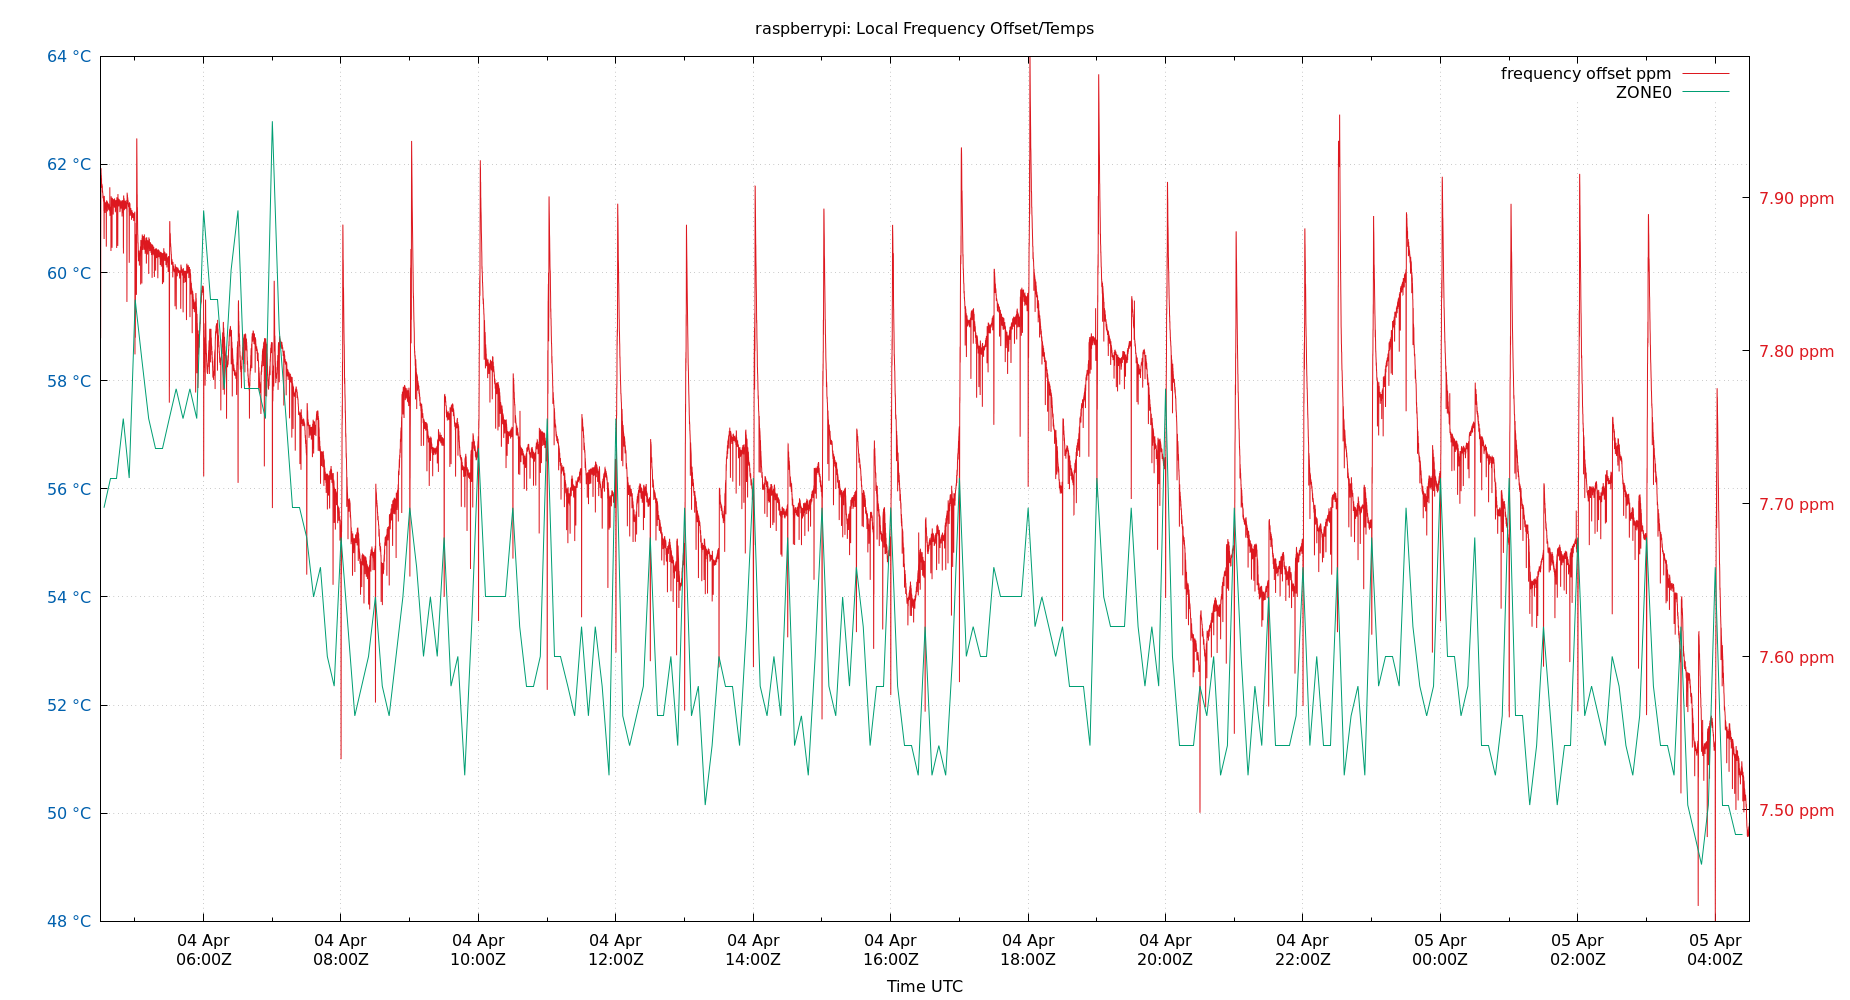 raspberrypi: Local Frequency Offset/Temps
frequency offset ppm
ZONE0
64 °C
62 °C
60 °C
58 °C
56 °C
54 °C
52 °C
50 °C
48 °C
7.90 ppm
7.80 ppm
7.70 ppm
7.60 ppm
7.50 ppm
04 Apr 04 Apr 04 Apr 04 Apr 04 Apr 04 Apr 04 Apr 04 Apr 04 Apr 05 Apr 05 Apr 05 Apr
06:00Z 08:00Z 10:00Z 12:00Z 14:00Z 16:00Z 18:00Z 20:00Z 22:00Z 00:00Z 02:00Z 04:00Z
Time UTC